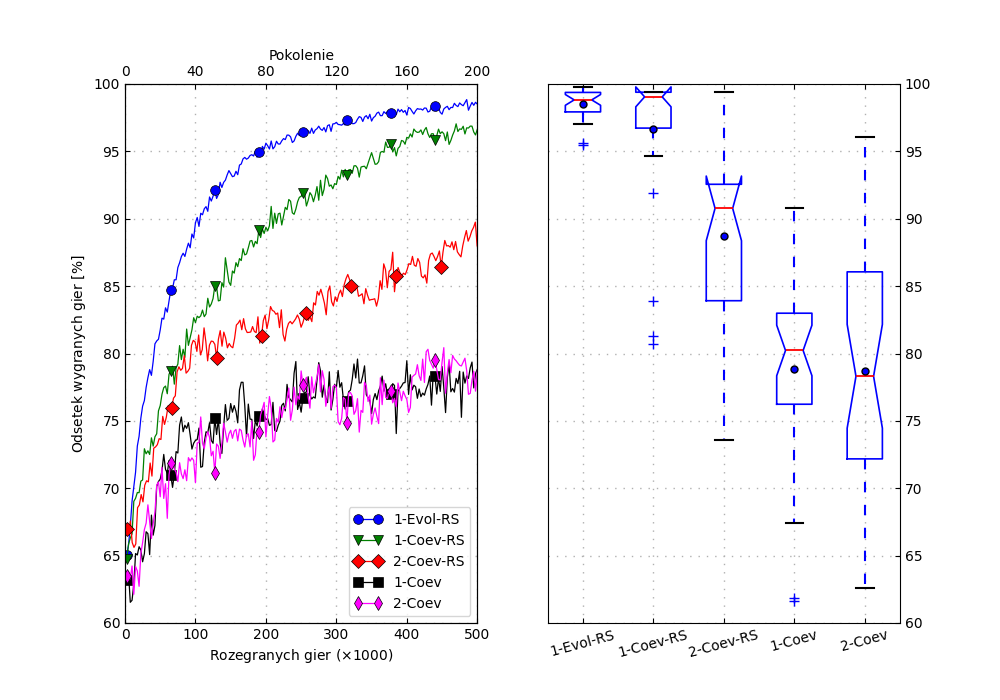 Pokolenie
0 40 80 120 160 200
100
95
90
85
80
75
70
65
60
Odsetek wygranych gier [%]
0 100 200 300 400 500
Rozegranych gier (×1000)
1-Evol-RS
1-Coev-RS
2-Coev-RS
1-Coev
2-Coev
100
95
90
85
80
75
70
65
60
1-Evol-RS 1-Coev-RS 2-Coev-RS 1-Coev 2-Coev